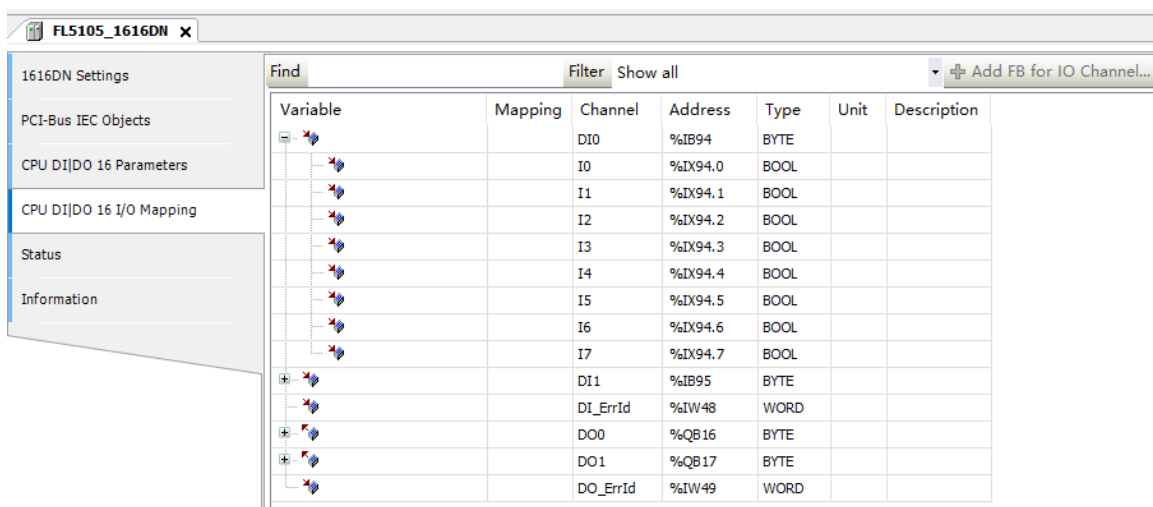 FL5105_1616DN
1616DN Settings
PCI-Bus IEC Objects
CPU DI|DO 16 Parameters
CPU DI|DO 16 I/O Mapping
Status
Information
Find Filter Show all Add FB for IO Channel...
Variable Mapping Channel Address Type Unit Description
DI0 %IB94 BYTE
I0 %IX94.0 BOOL
I1 %IX94.1 BOOL
I2 %IX94.2 BOOL
I3 %IX94.3 BOOL
I4 %IX94.4 BOOL
I5 %IX94.5 BOOL
I6 %IX94.6 BOOL
I7 %IX94.7 BOOL
DI1 %IB95 BYTE
DI_ErrId %IW48 WORD
DO0 %QB16 BYTE
DO1 %QB17 BYTE
DO_ErrId %IW49 WORD